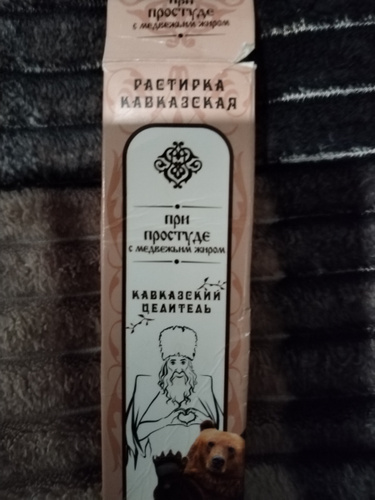 ПРИ
ПРОСТУДЕ
С МЕДВЕЖЬИМ ЖИРОМ
РАСТИРКА
КАВКАЗСКАЯ
ПРИ
ПРОСТУДЕ
С МЕДВЕЖЬИМ ЖИРОМ
КАВКАЗСКИЙ
ЦЕЛИТЕЛЬ